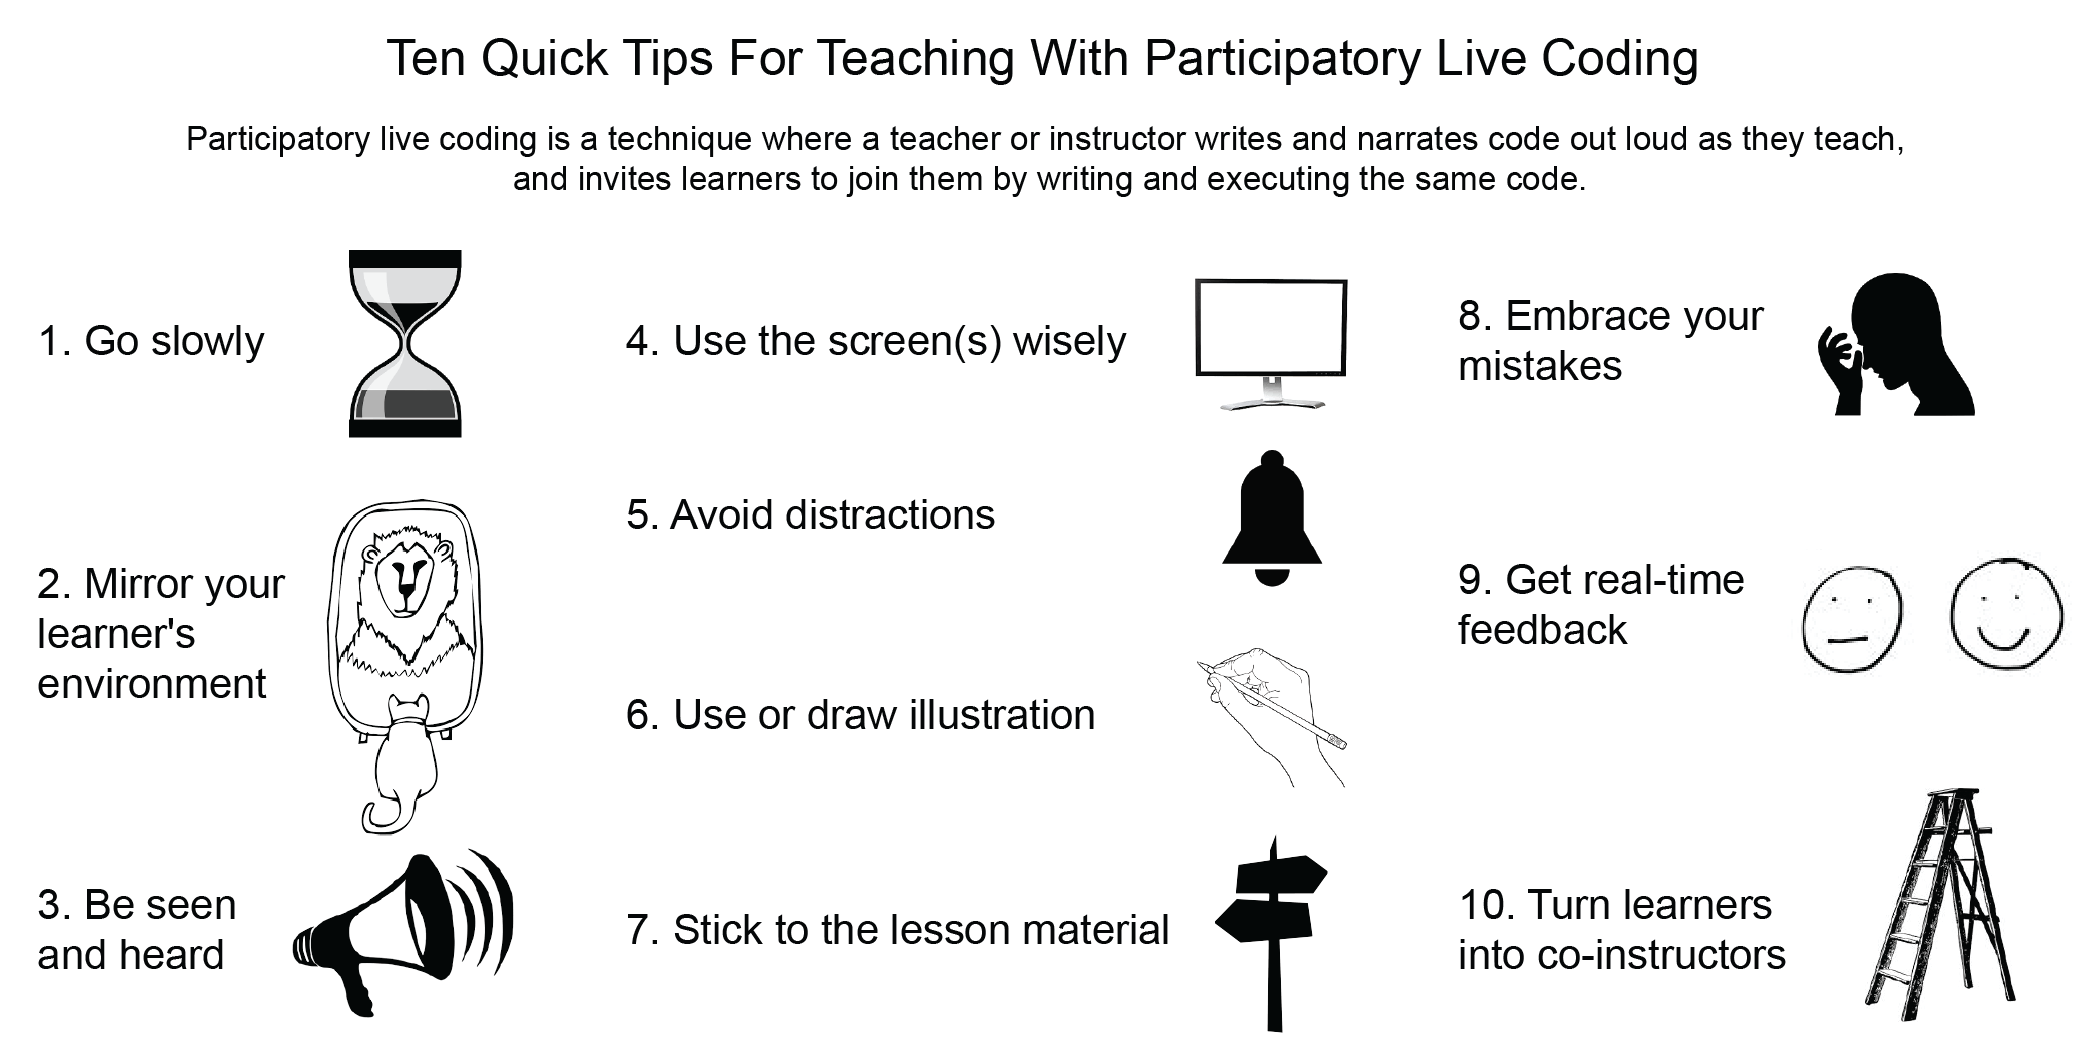 Ten Quick Tips For Teaching With Participatory Live Coding
Participatory live coding is a technique where a teacher or instructor writes and narrates code out loud as they teach,
and invites learners to join them by writing and executing the same code.
1. Go slowly
2. Mirror your
learner's
environment
3. Be seen
and heard
4. Use the screen(s) wisely
5. Avoid distractions
6. Use or draw illustration
7. Stick to the lesson material
8. Embrace your
mistakes
9. Get real-time
feedback
10. Turn learners
into co-instructors